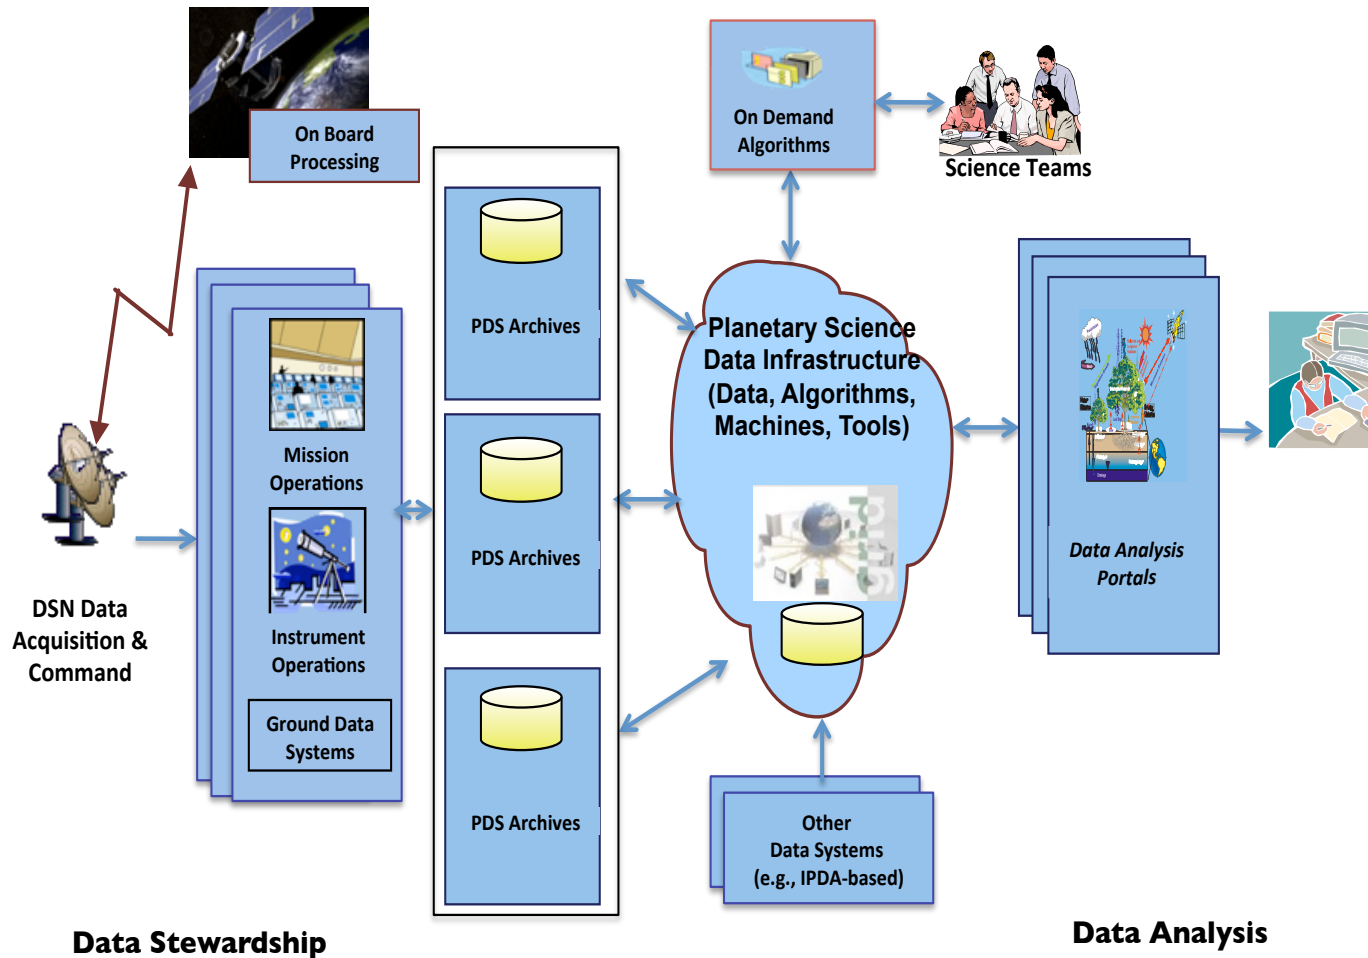 On Board
Processing
On Demand
Algorithms
Science Teams
PDS Archives
Planetary Science
Data Infrastructure
(Data, Algorithms,
Machines, Tools)
Mission
Operations
PDS Archives
Data Analysis
Portals
DSN Data
Acquisition &
Command
Instrument
Operations
Ground Data
Systems
PDS Archives
Other
Data Systems
(e.g., IPDA-based)
Data Stewardship
Data Analysis